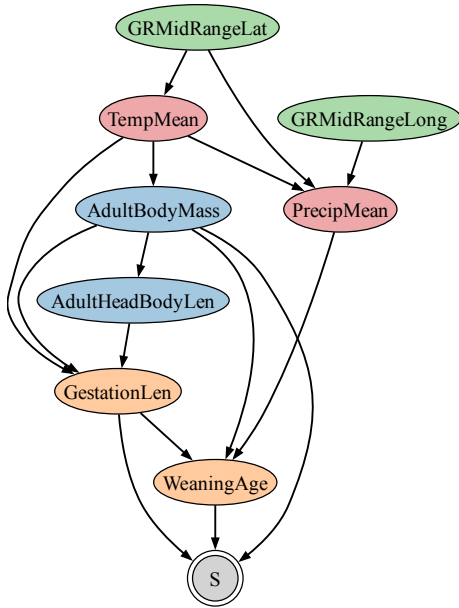 GRMidRangeLat
TempMean
GRMidRangeLong
AdultBodyMass
PrecipMean
AdultHeadBodyLen
GestationLen
WeaningAge
S